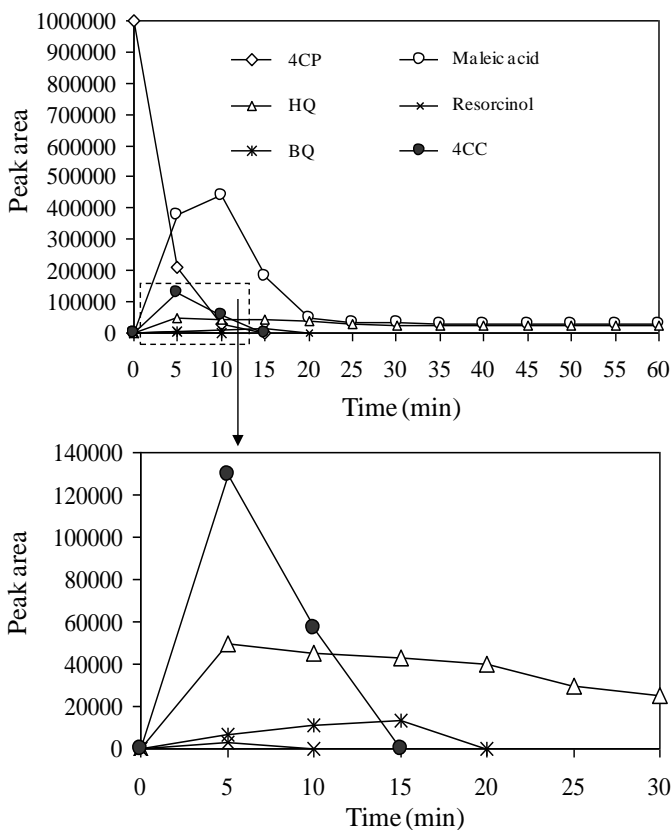 1000000
900000
800000
700000
600000
500000
400000
300000
200000
100000
0
Peak area
4CP
Maleic acid
HQ
Resorcinol
BQ
4CC
0 5 10 15 20 25 30 35 40 45 50 55 60
Time (min)
140000
120000
100000
80000
60000
40000
20000
0
Peak area
0 5 10 15 20 25 30
Time (min)